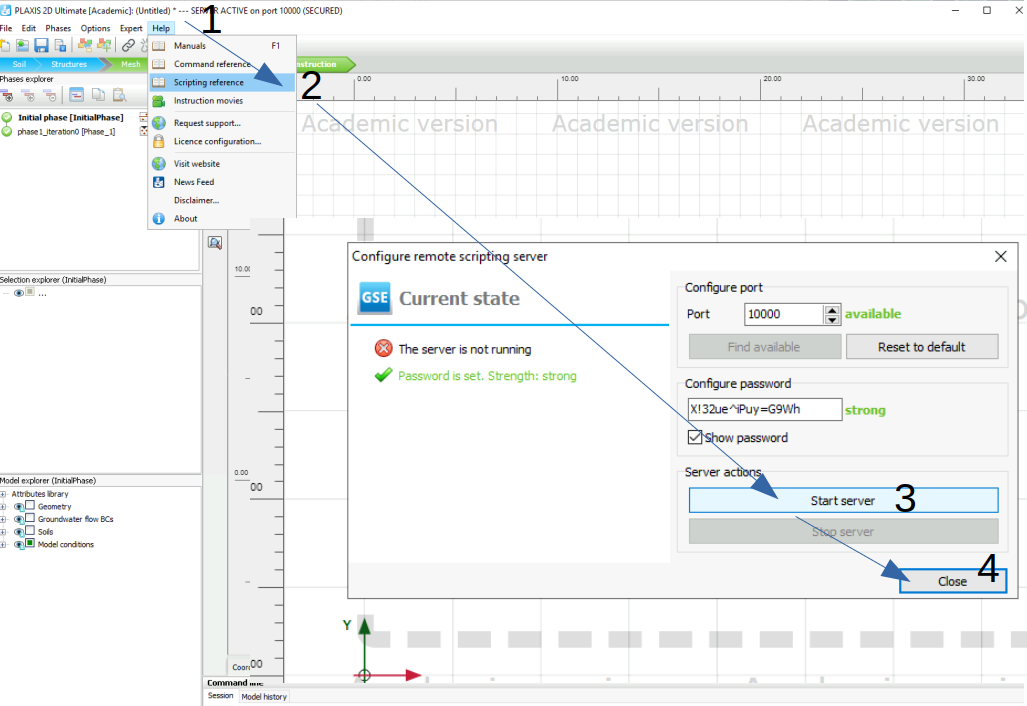 PLAXIS 2D Ultimate [Academic]: (Untitled) * --- SERVER ACTIVE on port 10000 (SECURED)
File Edit Phases Options Expert Help
1
Soil Structures Mesh
Phases explorer
Initial phase [InitialPhase]
phase1_iteration0 [Phase_1]
Manuals F1
Command reference
Scripting reference
Instruction movies
Request support...
Licence configuration...
Visit website
News Feed
Disclaimer...
About
2
0.00 10.00 20.00 30.00
Academic version Academic version Academic version
Selection explorer (InitialPhase)
...
Model explorer (InitialPhase)
Attributes library
Geometry
Groundwater flow BCs
Soils
Model conditions
10.00
00
0.00
00
00
Configure remote scripting server
GSE Current state
The server is not running
Password is set. Strength: strong
Configure port
Port 10000 available
Find available Reset to default
Configure password
X!32ue^iPuy=G9Wh strong
Show password
Server actions
Start server 3
Stop server
Close 4
Y
Command line
Session Model history